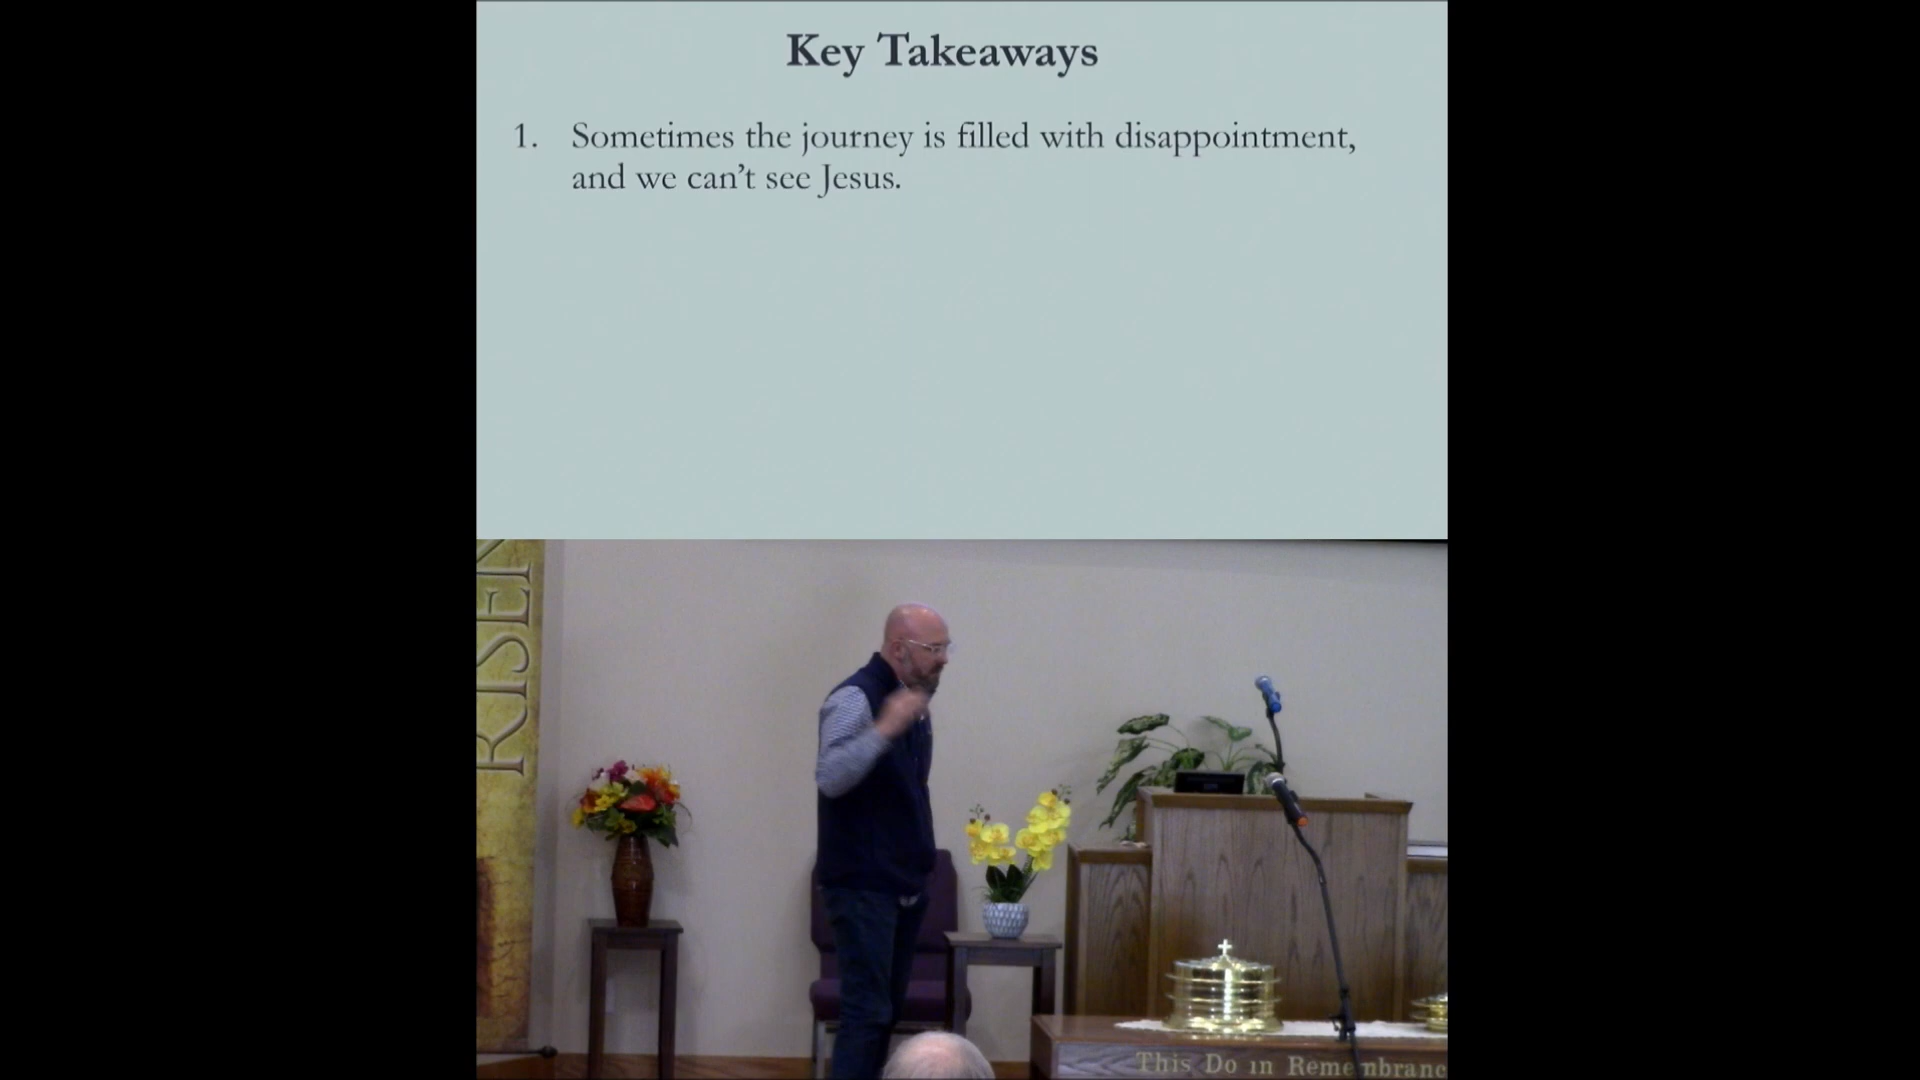 Key Takeaways
1. Sometimes the journey is filled with disappointment,
and we can't see Jesus.
RISEN
This Do in Remembranc